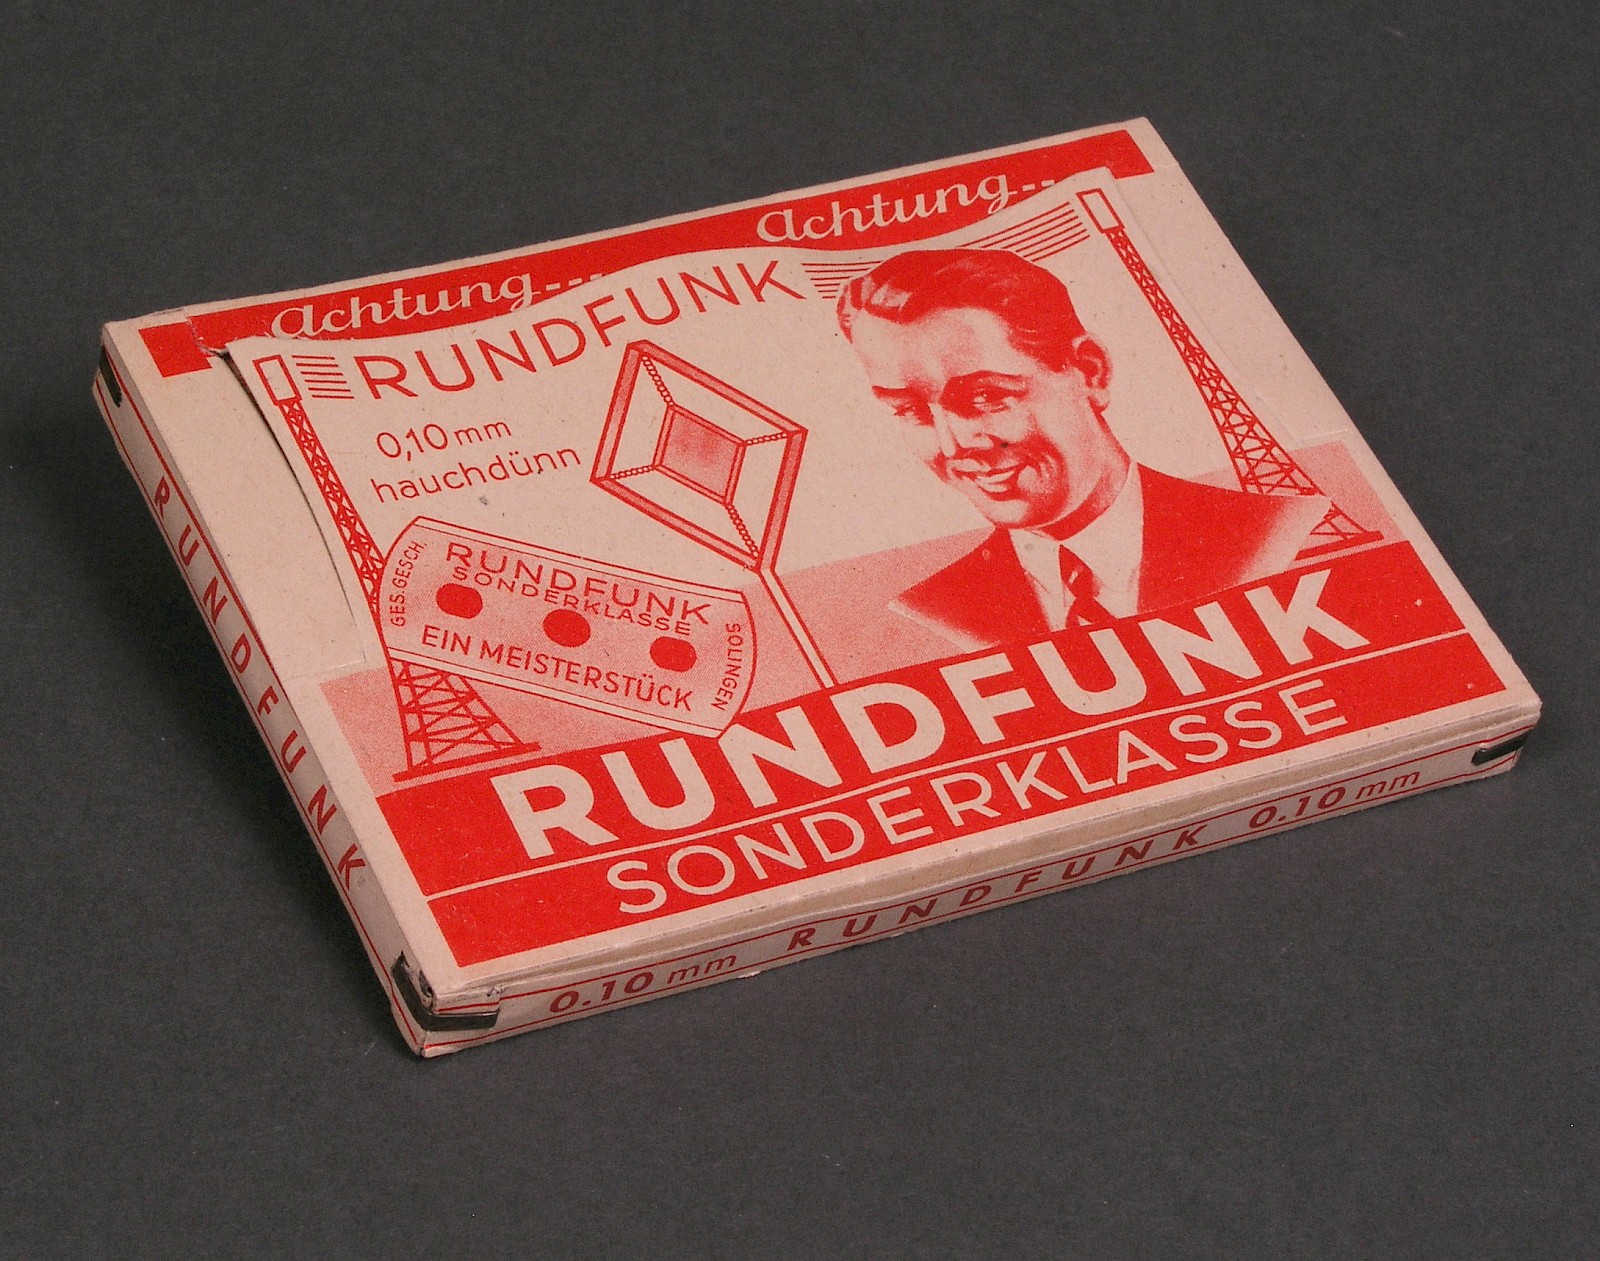 Achtung... Achtung...
RUNDFUNK
0,10 mm
hauchdünn
GES. GESCH.
RUNDFUNK
SONDERKLASSE
EIN MEISTERSTÜCK
SOLINGEN
RUNDFUNK
SONDERKLASSE
RUNDFUNK
0.10 mm RUNDFUNK 0.10 mm